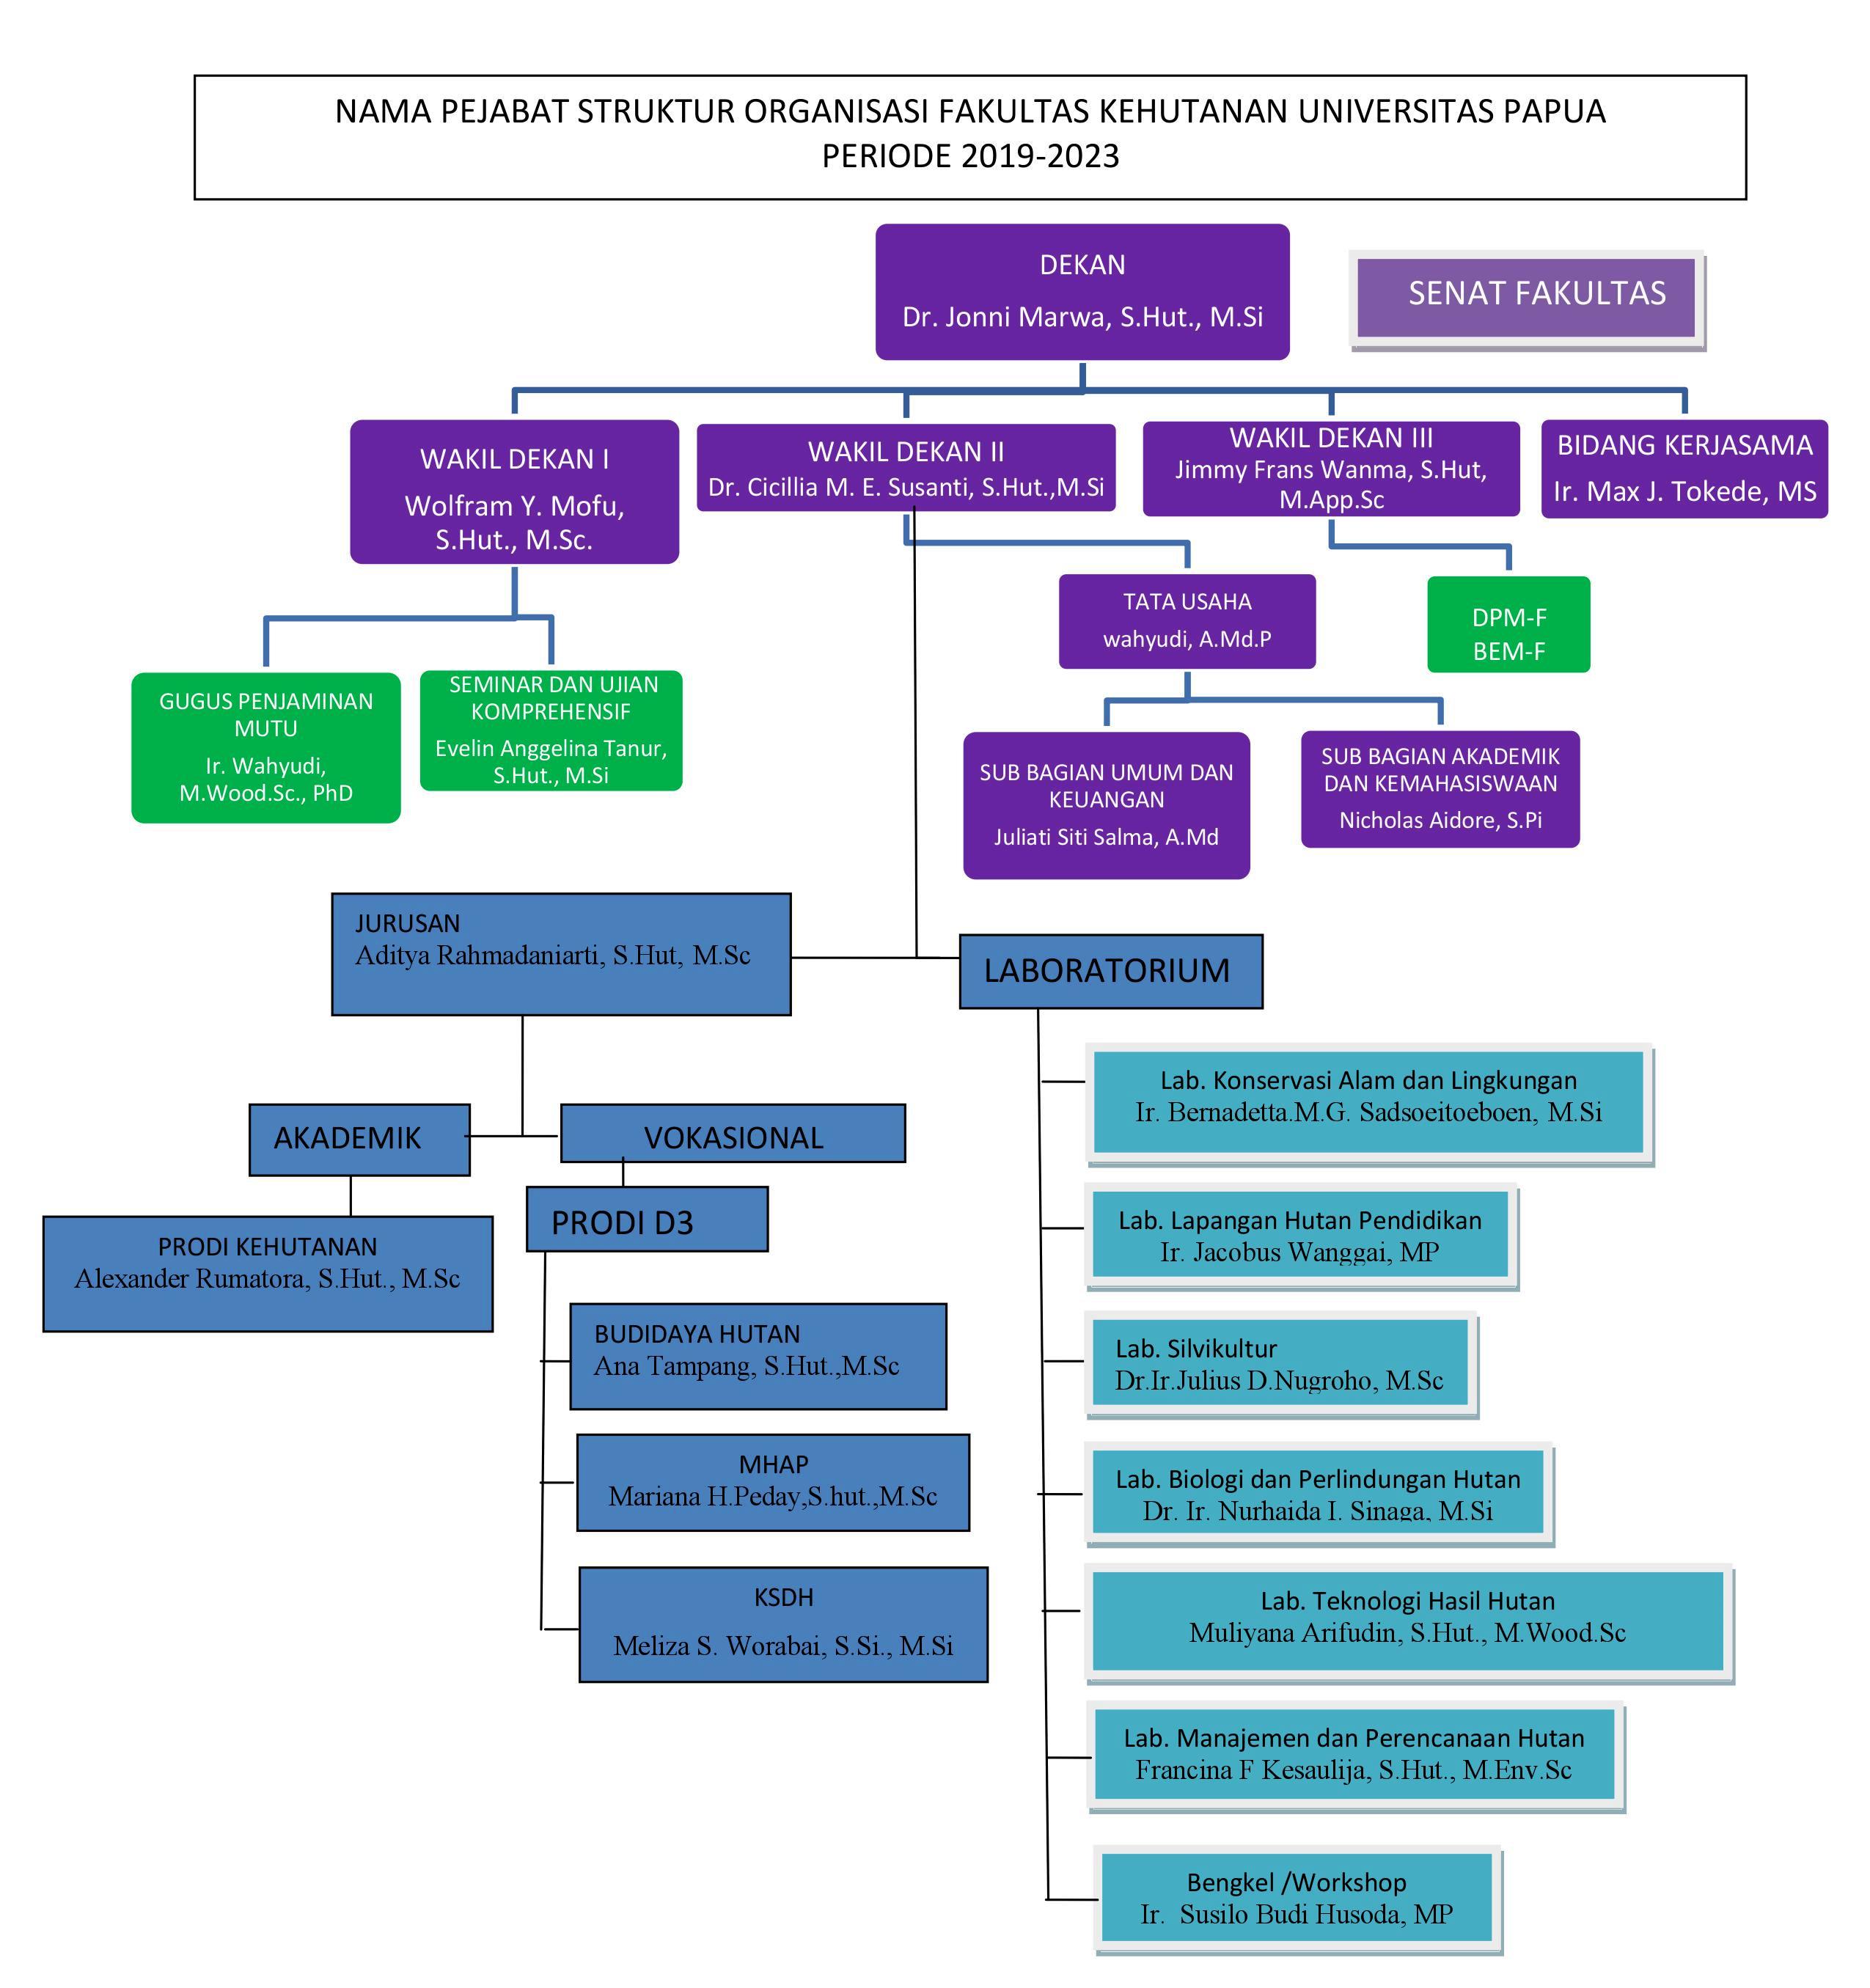 NAMA PEJABAT STRUKTUR ORGANISASI FAKULTAS KEHUTANAN UNIVERSITAS PAPUA
PERIODE 2019-2023
DEKAN
Dr. Jonni Marwa, S.Hut., M.Si
SENAT FAKULTAS
WAKIL DEKAN I
Wolfram Y. Mofu,
S.Hut., M.Sc.
WAKIL DEKAN II
Dr. Cicillia M. E. Susanti, S.Hut.,M.Si
WAKIL DEKAN III
Jimmy Frans Wanma, S.Hut,
M.App.Sc
BIDANG KERJASAMA
Ir. Max J. Tokede, MS
TATA USAHA
wahyudi, A.Md.P
DPM-F
BEM-F
GUGUS PENJAMINAN
MUTU
Ir. Wahyudi,
M.Wood.Sc., PhD
SEMINAR DAN UJIAN
KOMPREHENSIF
Evelin Anggelina Tanur,
S.Hut., M.Si
SUB BAGIAN UMUM DAN
KEUANGAN
Juliati Siti Salma, A.Md
SUB BAGIAN AKADEMIK
DAN KEMAHASISWAAN
Nicholas Aidore, S.Pi
JURUSAN
Aditya Rahmadaniarti, S.Hut, M.Sc
LABORATORIUM
AKADEMIK
VOKASIONAL
PRODI KEHUTANAN
Alexander Rumatora, S.Hut., M.Sc
PRODI D3
BUDIDAYA HUTAN
Ana Tampang, S.Hut.,M.Sc
MHAP
Mariana H.Peday,S.hut.,M.Sc
KSDH
Meliza S. Worabai, S.Si., M.Si
Lab. Konservasi Alam dan Lingkungan
Ir. Bernadetta.M.G. Sadsoeitoeboen, M.Si
Lab. Lapangan Hutan Pendidikan
Ir. Jacobus Wanggai, MP
Lab. Silvikultur
Dr.Ir.Julius D.Nugroho, M.Sc
Lab. Biologi dan Perlindungan Hutan
Dr. Ir. Nurhaida I. Sinaga, M.Si
Lab. Teknologi Hasil Hutan
Muliyana Arifudin, S.Hut., M.Wood.Sc
Lab. Manajemen dan Perencanaan Hutan
Francina F Kesaulija, S.Hut., M.Env.Sc
Bengkel /Workshop
Ir. Susilo Budi Husoda, MP